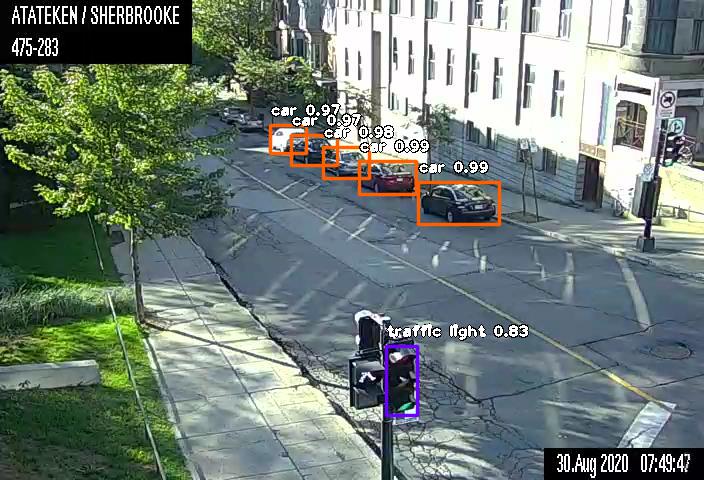 ATATEKEN / SHERBROOKE
475-283
car 0.97
car 0.97
car 0.98
car 0.99
car 0.99
traffic light 0.83
30.Aug 2020 07:49:47